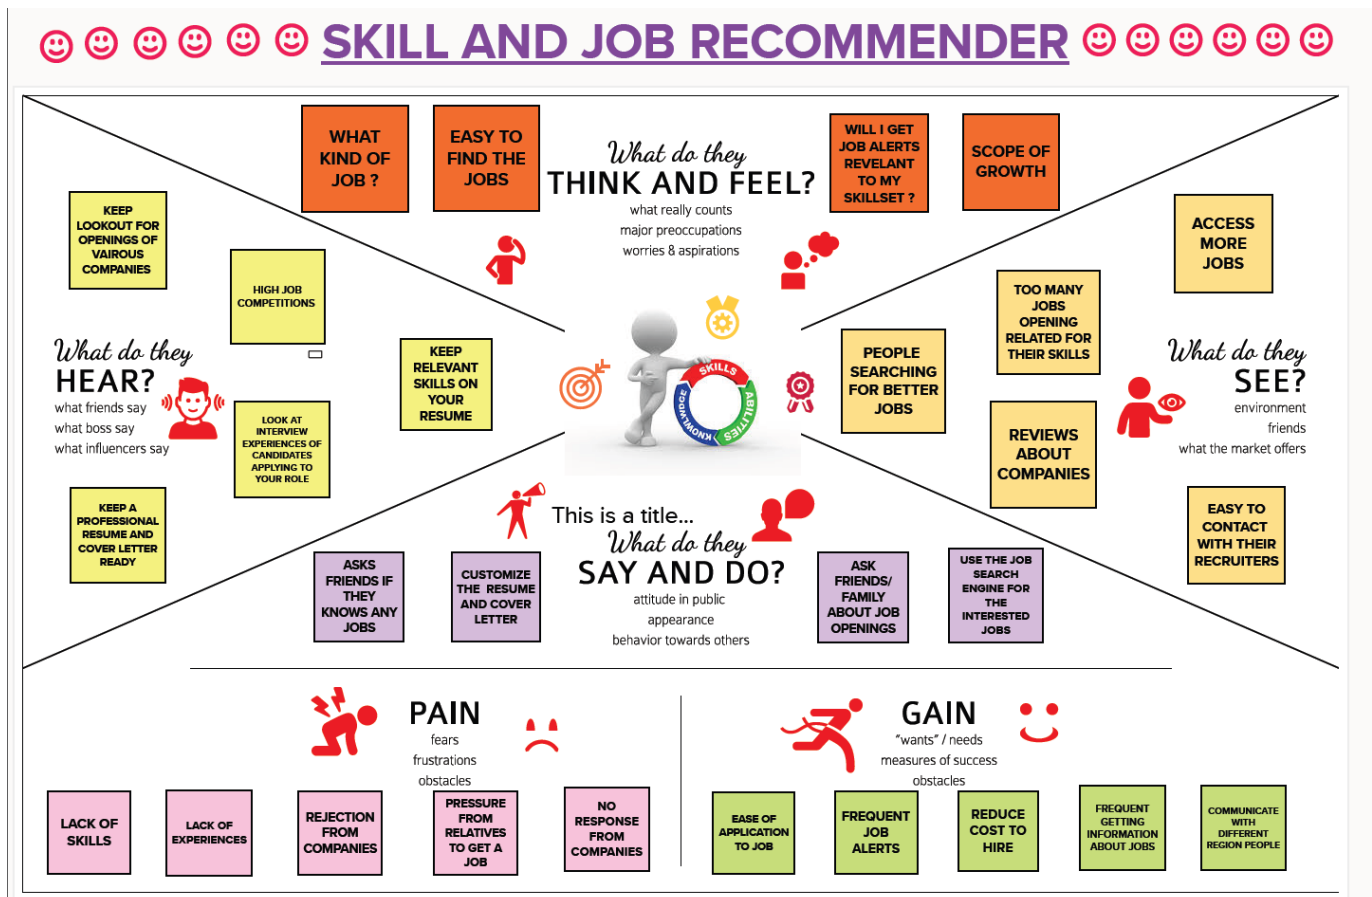 SKILL AND JOB RECOMMENDER
WHAT
KIND OF
JOB ?
EASY TO
FIND THE
JOBS
What do they
THINK AND FEEL?
what really counts
major preoccupations
worries & aspirations
WILL I GET
JOB ALERTS
REVELANT
TO MY
SKILLSET ?
SCOPE OF
GROWTH
KEEP
LOOKOUT FOR
OPENINGS OF
VAIROUS
COMPANIES
HIGH JOB
COMPETITIONS
What do they
HEAR?
what friends say
what boss say
what influencers say
KEEP
RELEVANT
SKILLS ON
YOUR
RESUME
LOOK AT
INTERVIEW
EXPERIENCES OF
CANDIDATES
APPLYING TO
YOUR ROLE
KEEP A
PROFESSIONAL
RESUME AND
COVER LETTER
READY
SKILLS
ABILITIES
KNOWLEDGE
ACCESS
MORE
JOBS
TOO MANY
JOBS
OPENING
RELATED FOR
THEIR SKILLS
PEOPLE
SEARCHING
FOR BETTER
JOBS
What do they
SEE?
environment
friends
what the market offers
REVIEWS
ABOUT
COMPANIES
EASY TO
CONTACT
WITH THEIR
RECRUITERS
This is a title...
What do they
SAY AND DO?
attitude in public
appearance
behavior towards others
ASKS
FRIENDS IF
THEY
KNOWS ANY
JOBS
CUSTOMIZE
THE RESUME
AND COVER
LETTER
ASK
FRIENDS/
FAMILY
ABOUT JOB
OPENINGS
USE THE JOB
SEARCH
ENGINE FOR
THE
INTERESTED
JOBS
PAIN
fears
frustrations
obstacles
LACK OF
SKILLS
LACK OF
EXPERIENCES
REJECTION
FROM
COMPANIES
PRESSURE
FROM
RELATIVES
TO GET A
JOB
NO
RESPONSE
FROM
COMPANIES
GAIN
"wants" / needs
measures of success
obstacles
EASE OF
APPLICATION
TO JOB
FREQUENT
JOB
ALERTS
REDUCE
COST TO
HIRE
FREQUENT
GETTING
INFORMATION
ABOUT JOBS
COMMUNICATE
WITH
DIFFERENT
REGION PEOPLE